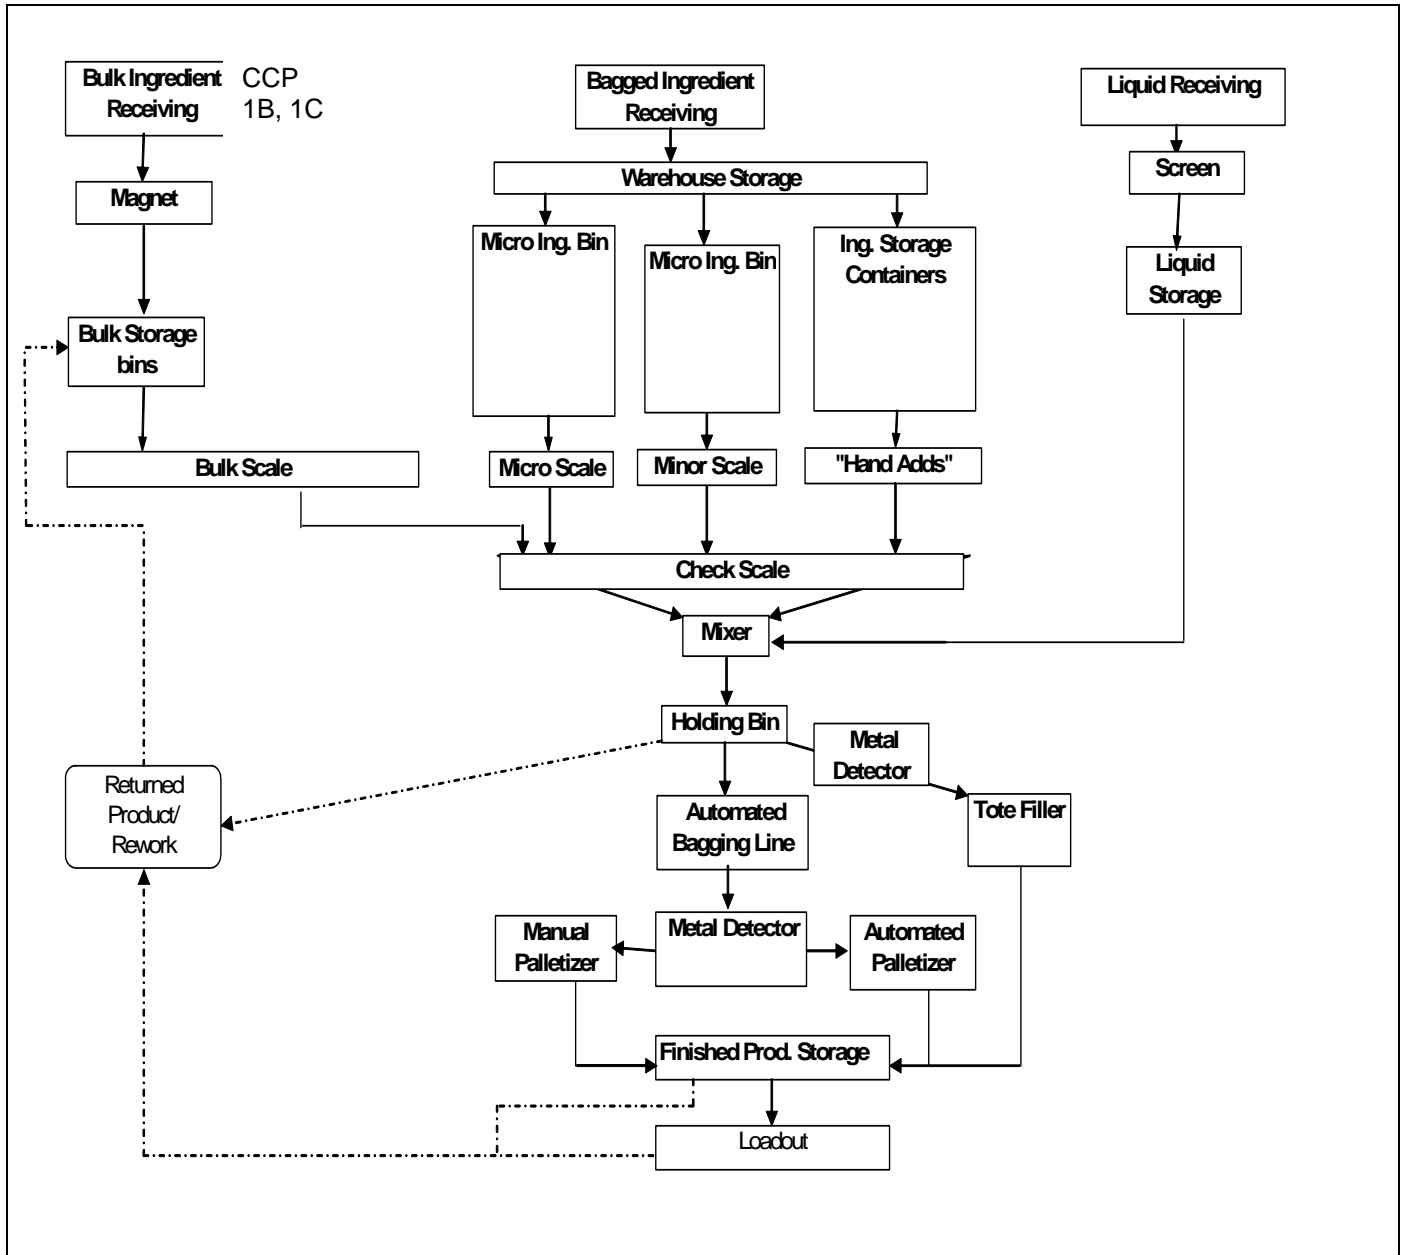 Bulk Ingredient
Receiving
CCP
1B, 1C
Bagged Ingredient
Receiving
Liquid Receiving
Magnet
Warehouse Storage
Screen
Micro Ing. Bin
Micro Ing. Bin
Ing. Storage
Containers
Liquid
Storage
Bulk Storage
bins
Bulk Scale
Micro Scale
Minor Scale
"Hand Adds"
Check Scale
Mixer
Holding Bin
Metal
Detector
Returned
Product/
Rework
Automated
Bagging Line
Tote Filler
Manual
Palletizer
Metal Detector
Automated
Palletizer
Finished Prod. Storage
Loadout